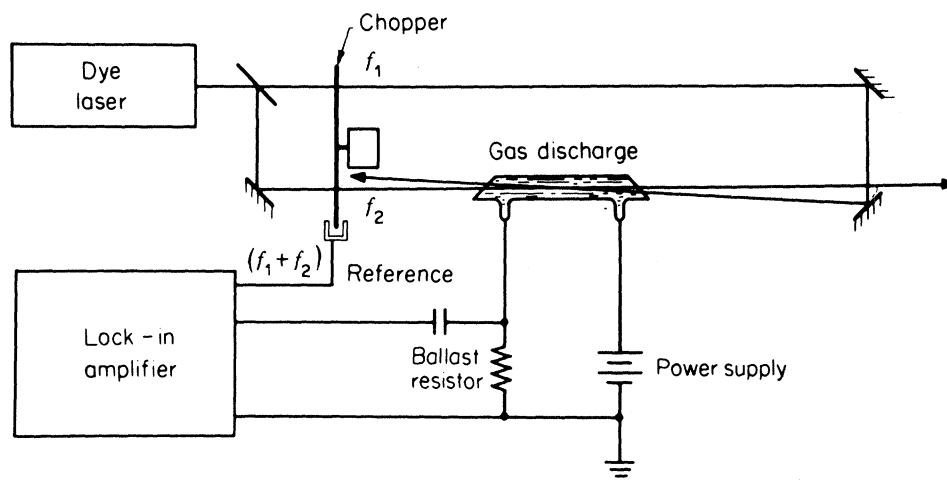 Chopper
Dye
laser
f₁
Gas discharge
f₂
(f₁ + f₂)
Reference
Lock - in
amplifier
Ballast
resistor
Power supply